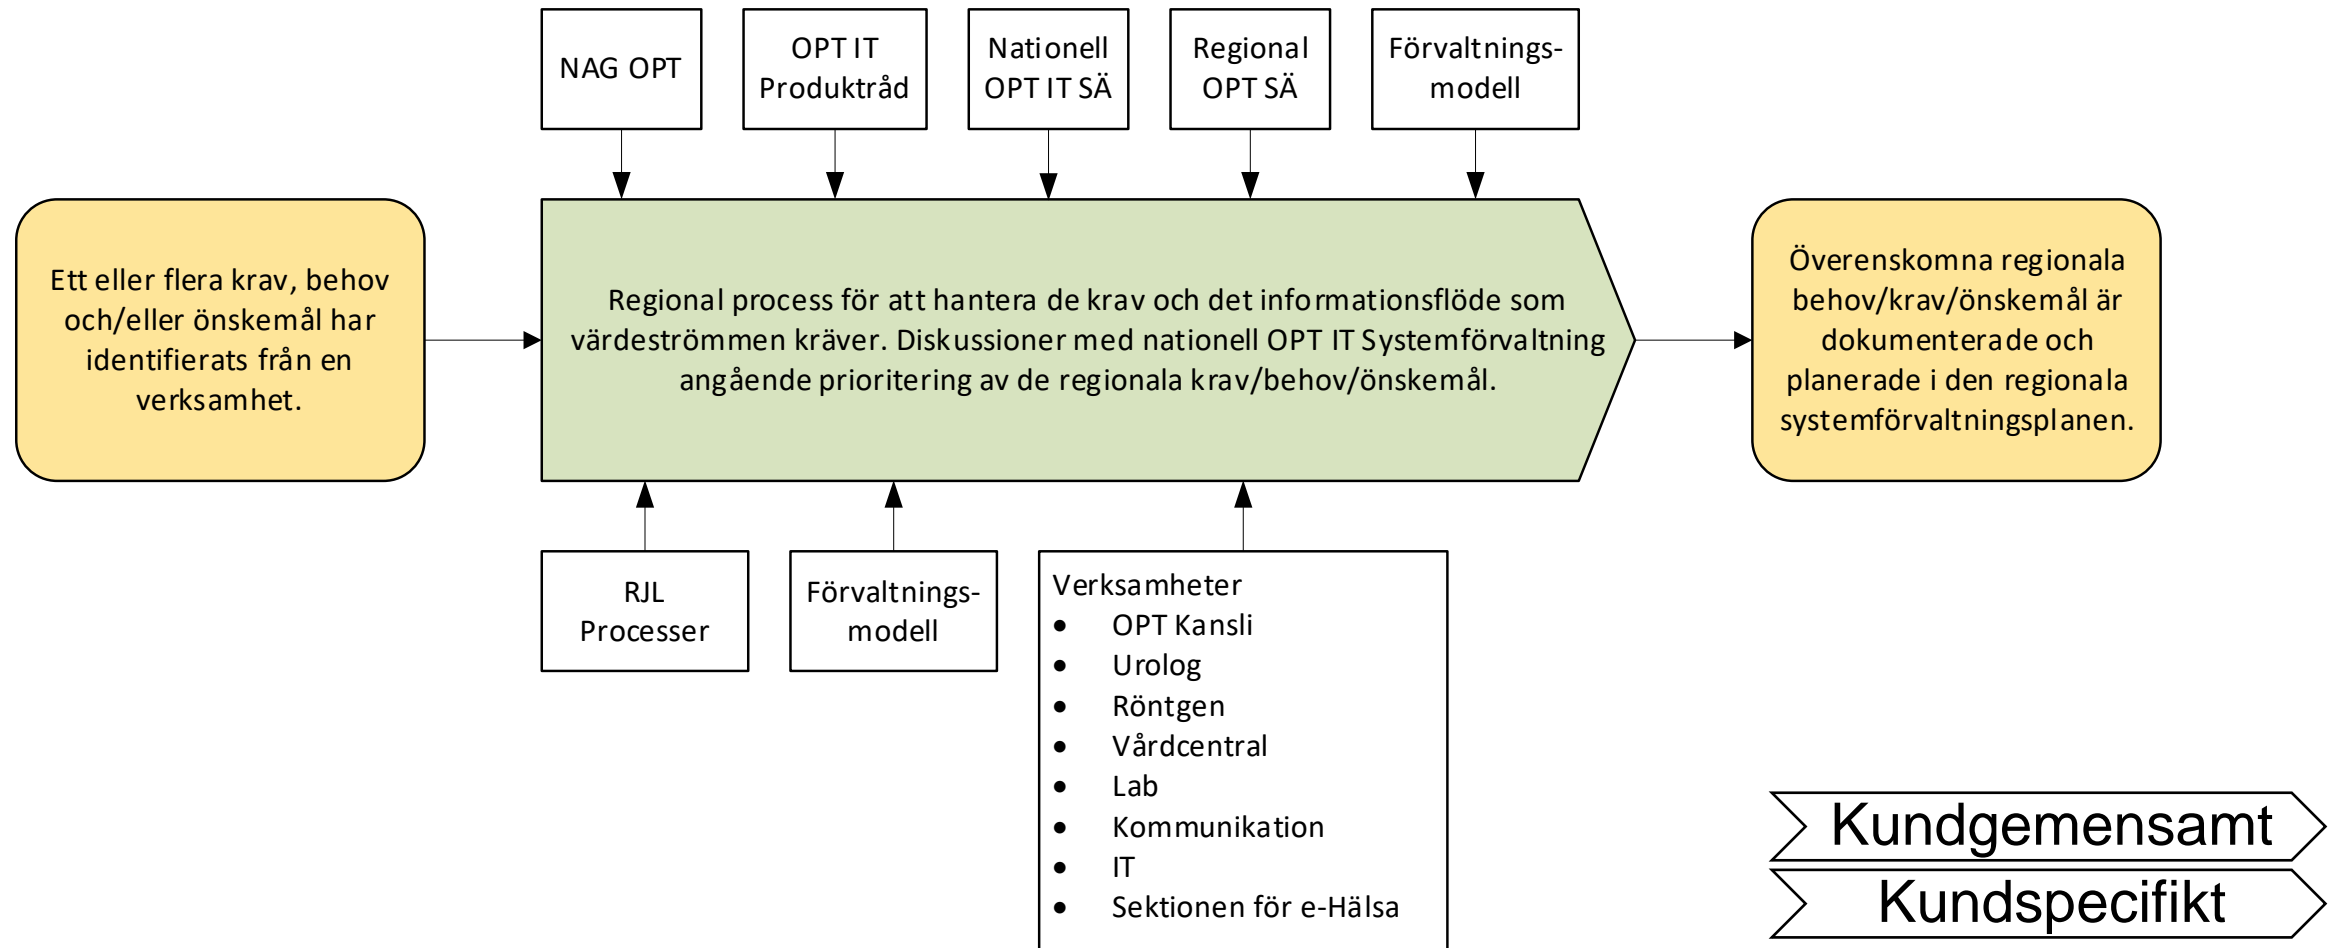 NAG OPT
OPT IT
Produktråd
Nationell
OPT IT SÄ
Regional
OPT SÄ
Förvaltnings-
modell
Ett eller flera krav, behov
och/eller önskemål har
identifierats från en
verksamhet.
Regional process för att hantera de krav och det informationsflöde som
värdeströmmen kräver. Diskussioner med nationell OPT IT Systemförvaltning
angående prioritering av de regionala krav/behov/önskemål.
Överenskomna regionala
behov/krav/önskemål är
dokumenterade och
planerade i den regionala
systemförvaltningsplanen.
RJL
Processer
Förvaltnings-
modell
Verksamheter
• OPT Kansli
• Urolog
• Röntgen
• Vårdcentral
• Lab
• Kommunikation
• IT
• Sektionen för e-Hälsa
Kundgemensamt
Kundspecifikt